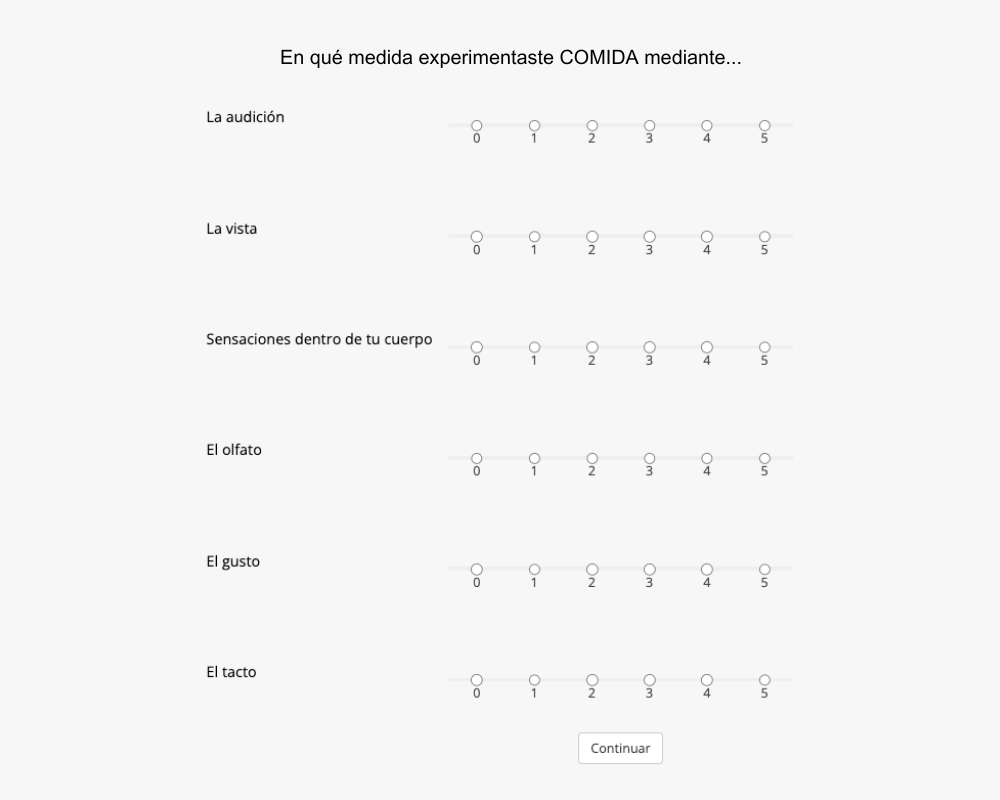 En qué medida experimentaste COMIDA mediante...
La audición
0 1 2 3 4 5
La vista
0 1 2 3 4 5
Sensaciones dentro de tu cuerpo
0 1 2 3 4 5
El olfato
0 1 2 3 4 5
El gusto
0 1 2 3 4 5
El tacto
0 1 2 3 4 5
Continuar